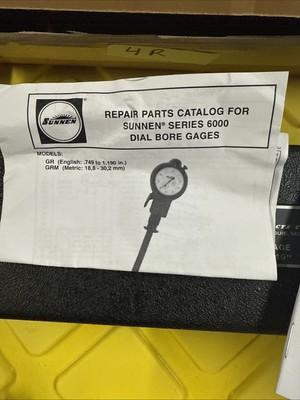 4R
SUNNEN
REPAIR PARTS CATALOG FOR
SUNNEN® SERIES 6000
DIAL BORE GAGES
MODELS:
GR (English: .749 to 1.190 in.)
GRM (Metric: 18,8 - 30,2 mm)